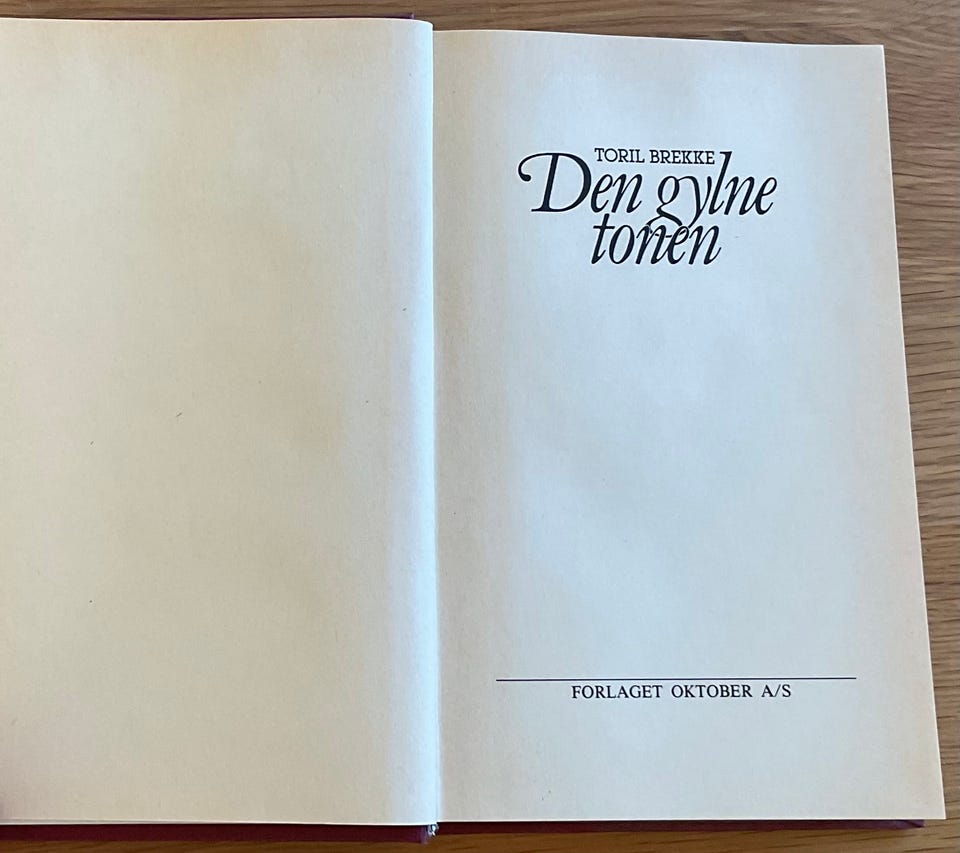 TORIL BREKKE
Den gylne
tonen
FORLAGET OKTOBER A/S